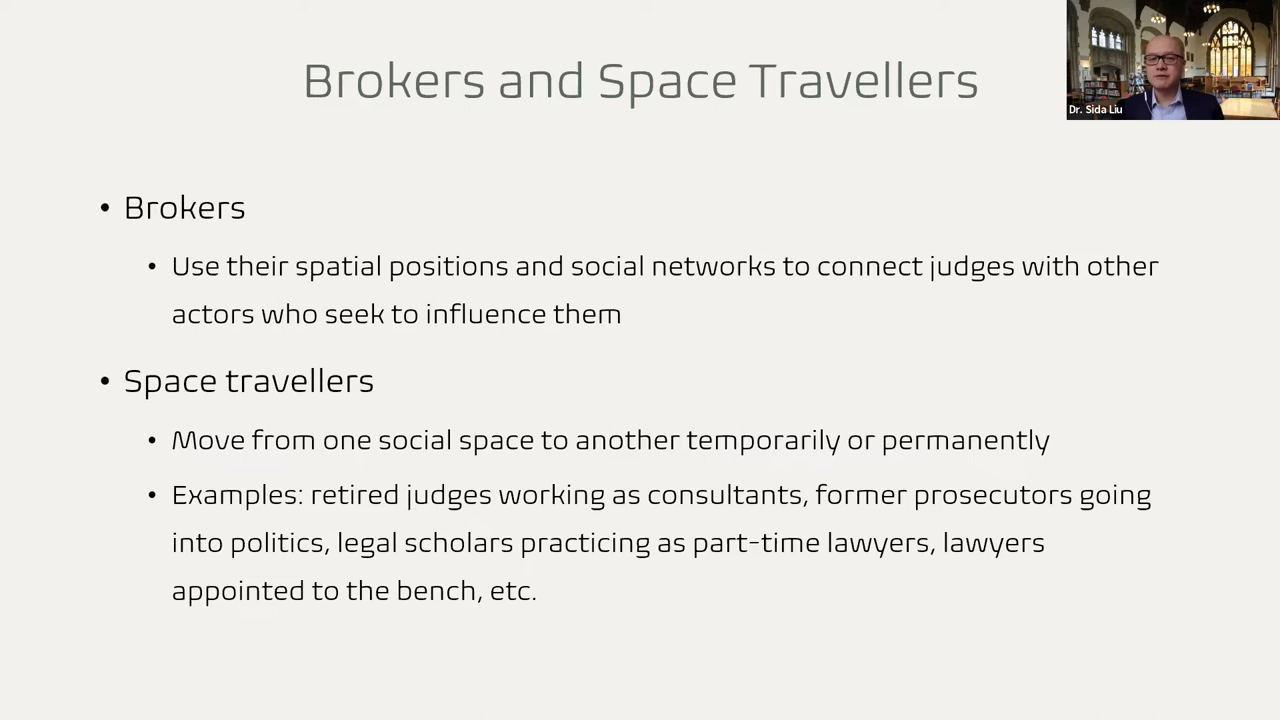 Brokers and Space Travellers
Dr. Sida Liu
• Brokers
• Use their spatial positions and social networks to connect judges with other
actors who seek to influence them
• Space travellers
• Move from one social space to another temporarily or permanently
• Examples: retired judges working as consultants, former prosecutors going
into politics, legal scholars practicing as part-time lawyers, lawyers
appointed to the bench, etc.